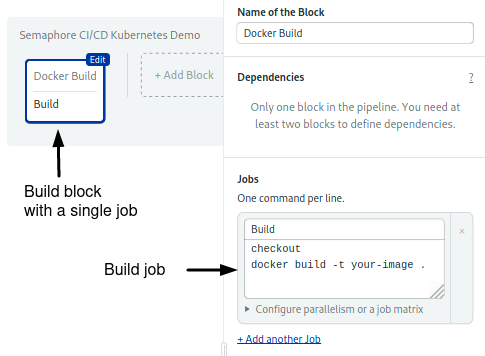 Semaphore CI/CD Kubernetes Demo
Edit
Docker Build
Build
+ Add Block
Build block
with a single job
Build job
Name of the Block
Docker Build
Dependencies
?
Only one block in the pipeline. You need at
least two blocks to define dependencies.
Jobs
One command per line.
Build
×
checkout
docker build -t your-image .
Configure parallelism or a job matrix
+ Add another Job